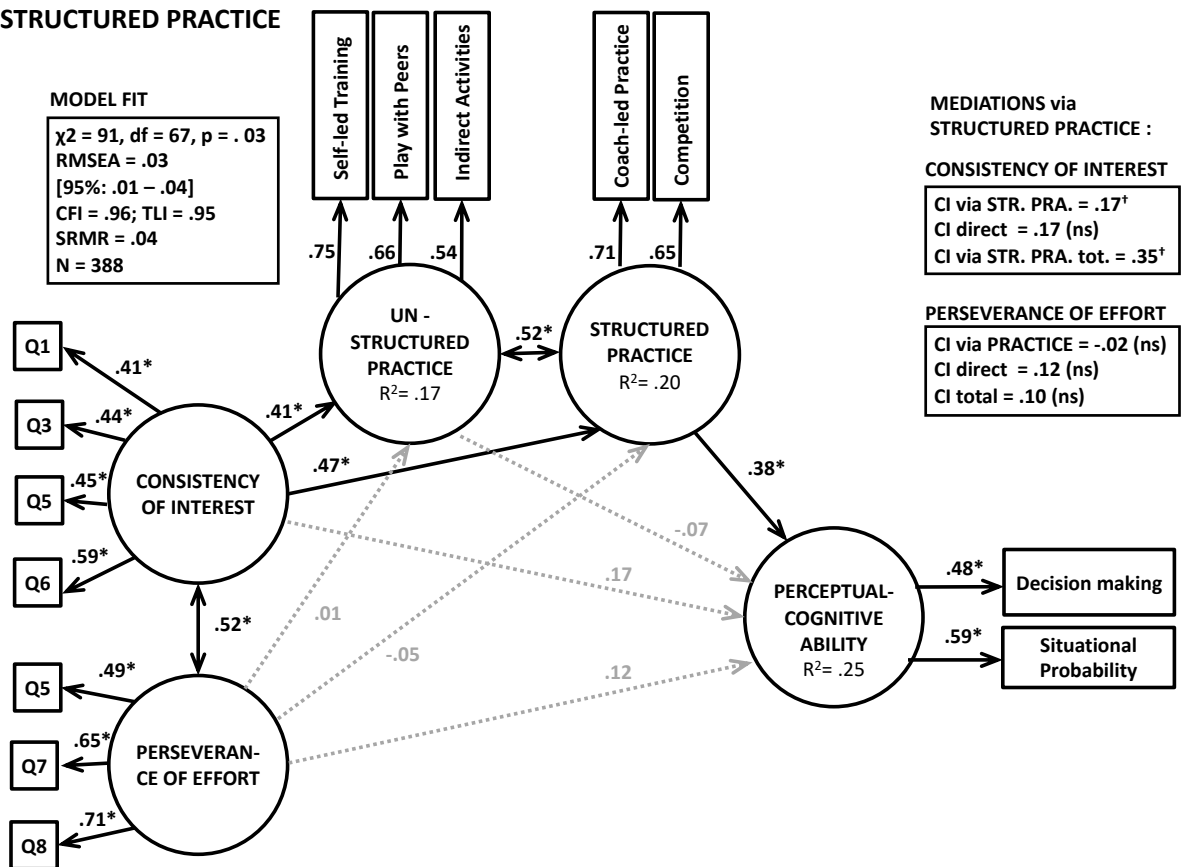 STRUCTURED PRACTICE
MODEL FIT
χ2 = 91, df = 67, p = . 03
RMSEA = .03
[95%: .01 – .04]
CFI = .96; TLI = .95
SRMR = .04
N = 388
Self-led Training
Play with Peers
Indirect Activities
Coach-led Practice
Competition
MEDIATIONS via
STRUCTURED PRACTICE :
CONSISTENCY OF INTEREST
CI via STR. PRA. = .17†
CI direct = .17 (ns)
CI via STR. PRA. tot. = .35†
PERSEVERANCE OF EFFORT
CI via PRACTICE = -.02 (ns)
CI direct = .12 (ns)
CI total = .10 (ns)
.75
.66
.54
.71
.65
UN -
STRUCTURED
PRACTICE
R²= .17
.52*
STRUCTURED
PRACTICE
R²= .20
Q1
.41*
Q3
.44*
Q5
.45*
Q6
.59*
CONSISTENCY
OF INTEREST
.41*
.47*
.38*
-.07
.17
.01
-.05
.12
.52*
PERCEPTUAL-
COGNITIVE
ABILITY
R²= .25
.48*
Decision making
.59*
Situational
Probability
Q5
.49*
Q7
.65*
Q8
.71*
PERSEVERAN-
CE OF EFFORT